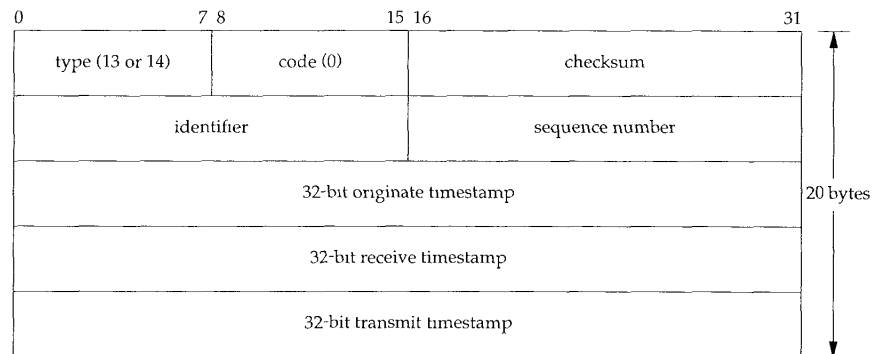 0 7 8 15 16 31
type (13 or 14) code (0) checksum
identifier sequence number
32-bit originate timestamp
20 bytes
32-bit receive timestamp
32-bit transmit timestamp